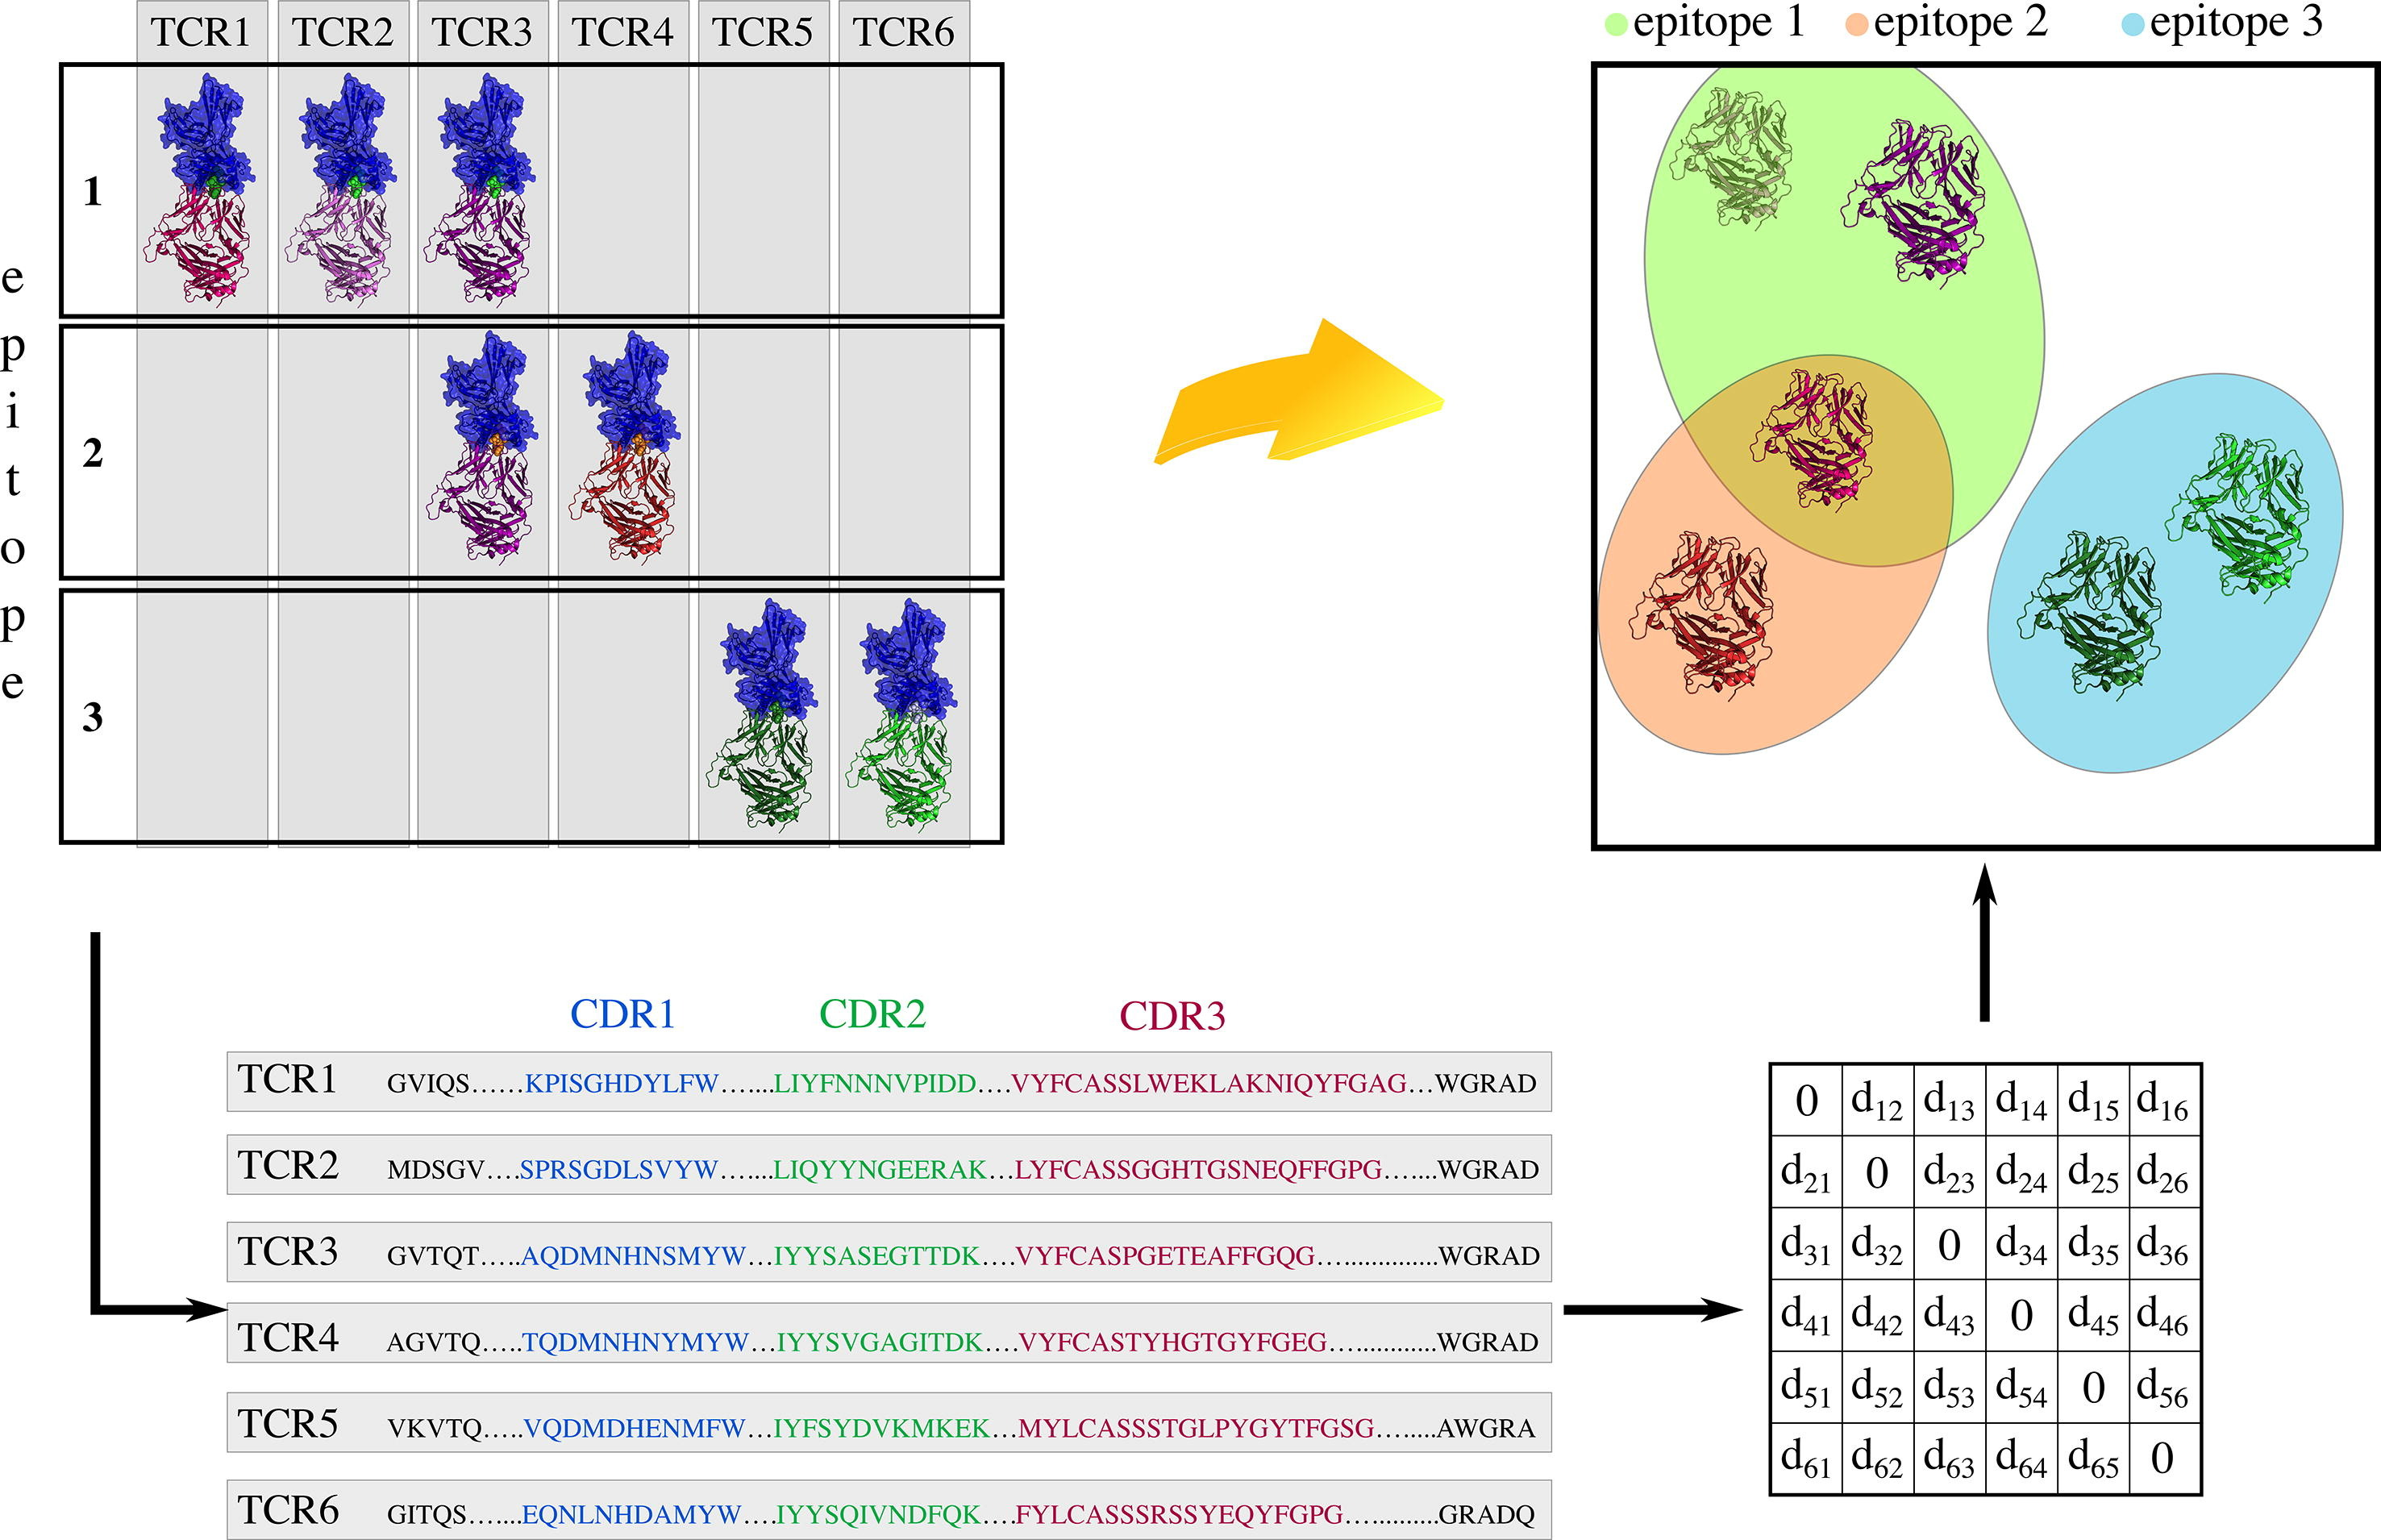 TCR1 TCR2 TCR3 TCR4 TCR5 TCR6
epitope
1
2
3
epitope 1 epitope 2 epitope 3
CDR1 CDR2 CDR3
TCR1 GVIQS......KPISGHDYLFW.......LIYFNNNVPIDD....VYFCASSLWEKLAKNIQYFGAG...WGRAD
TCR2 MDSGV....SPRSGDLSVYW.......LIQYYNGEERAK...LYFCASSGGHTGSNEQFFGPG.......WGRAD
TCR3 GVTQT.....AQDMNHNSMYW...IYYSASEGTTDK....VYFCASPGETEAFFGQG.................WGRAD
TCR4 AGVTQ.....TQDMNHNYMYW...IYYSVGAGITDK....VYFCASTYHGTGYFGEG...............WGRAD
TCR5 VKVTQ.....VQDMDHENMFW...IYFSYDVKMKEK...MYLCASSSTGLPYGYTFGSG........AWGRA
TCR6 GITQS.......EQNLNHDAMYW....IYYSQIVNDFQK....FYLCASSSRSSYEQYFGPG.............GRADQ
0 d12 d13 d14 d15 d16
d21 0 d23 d24 d25 d26
d31 d32 0 d34 d35 d36
d41 d42 d43 0 d45 d46
d51 d52 d53 d54 0 d56
d61 d62 d63 d64 d65 0